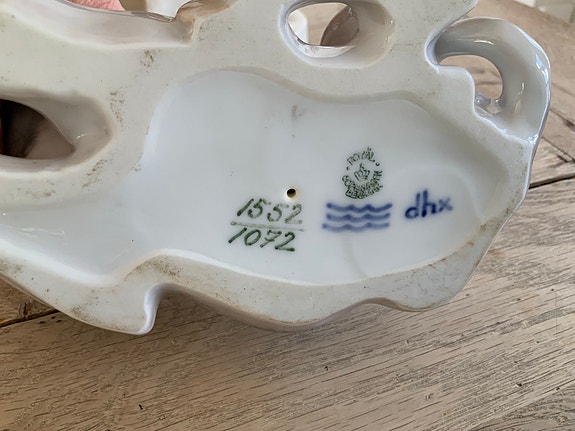 ROYAL
COPENHAGEN
1552
1072
dhx